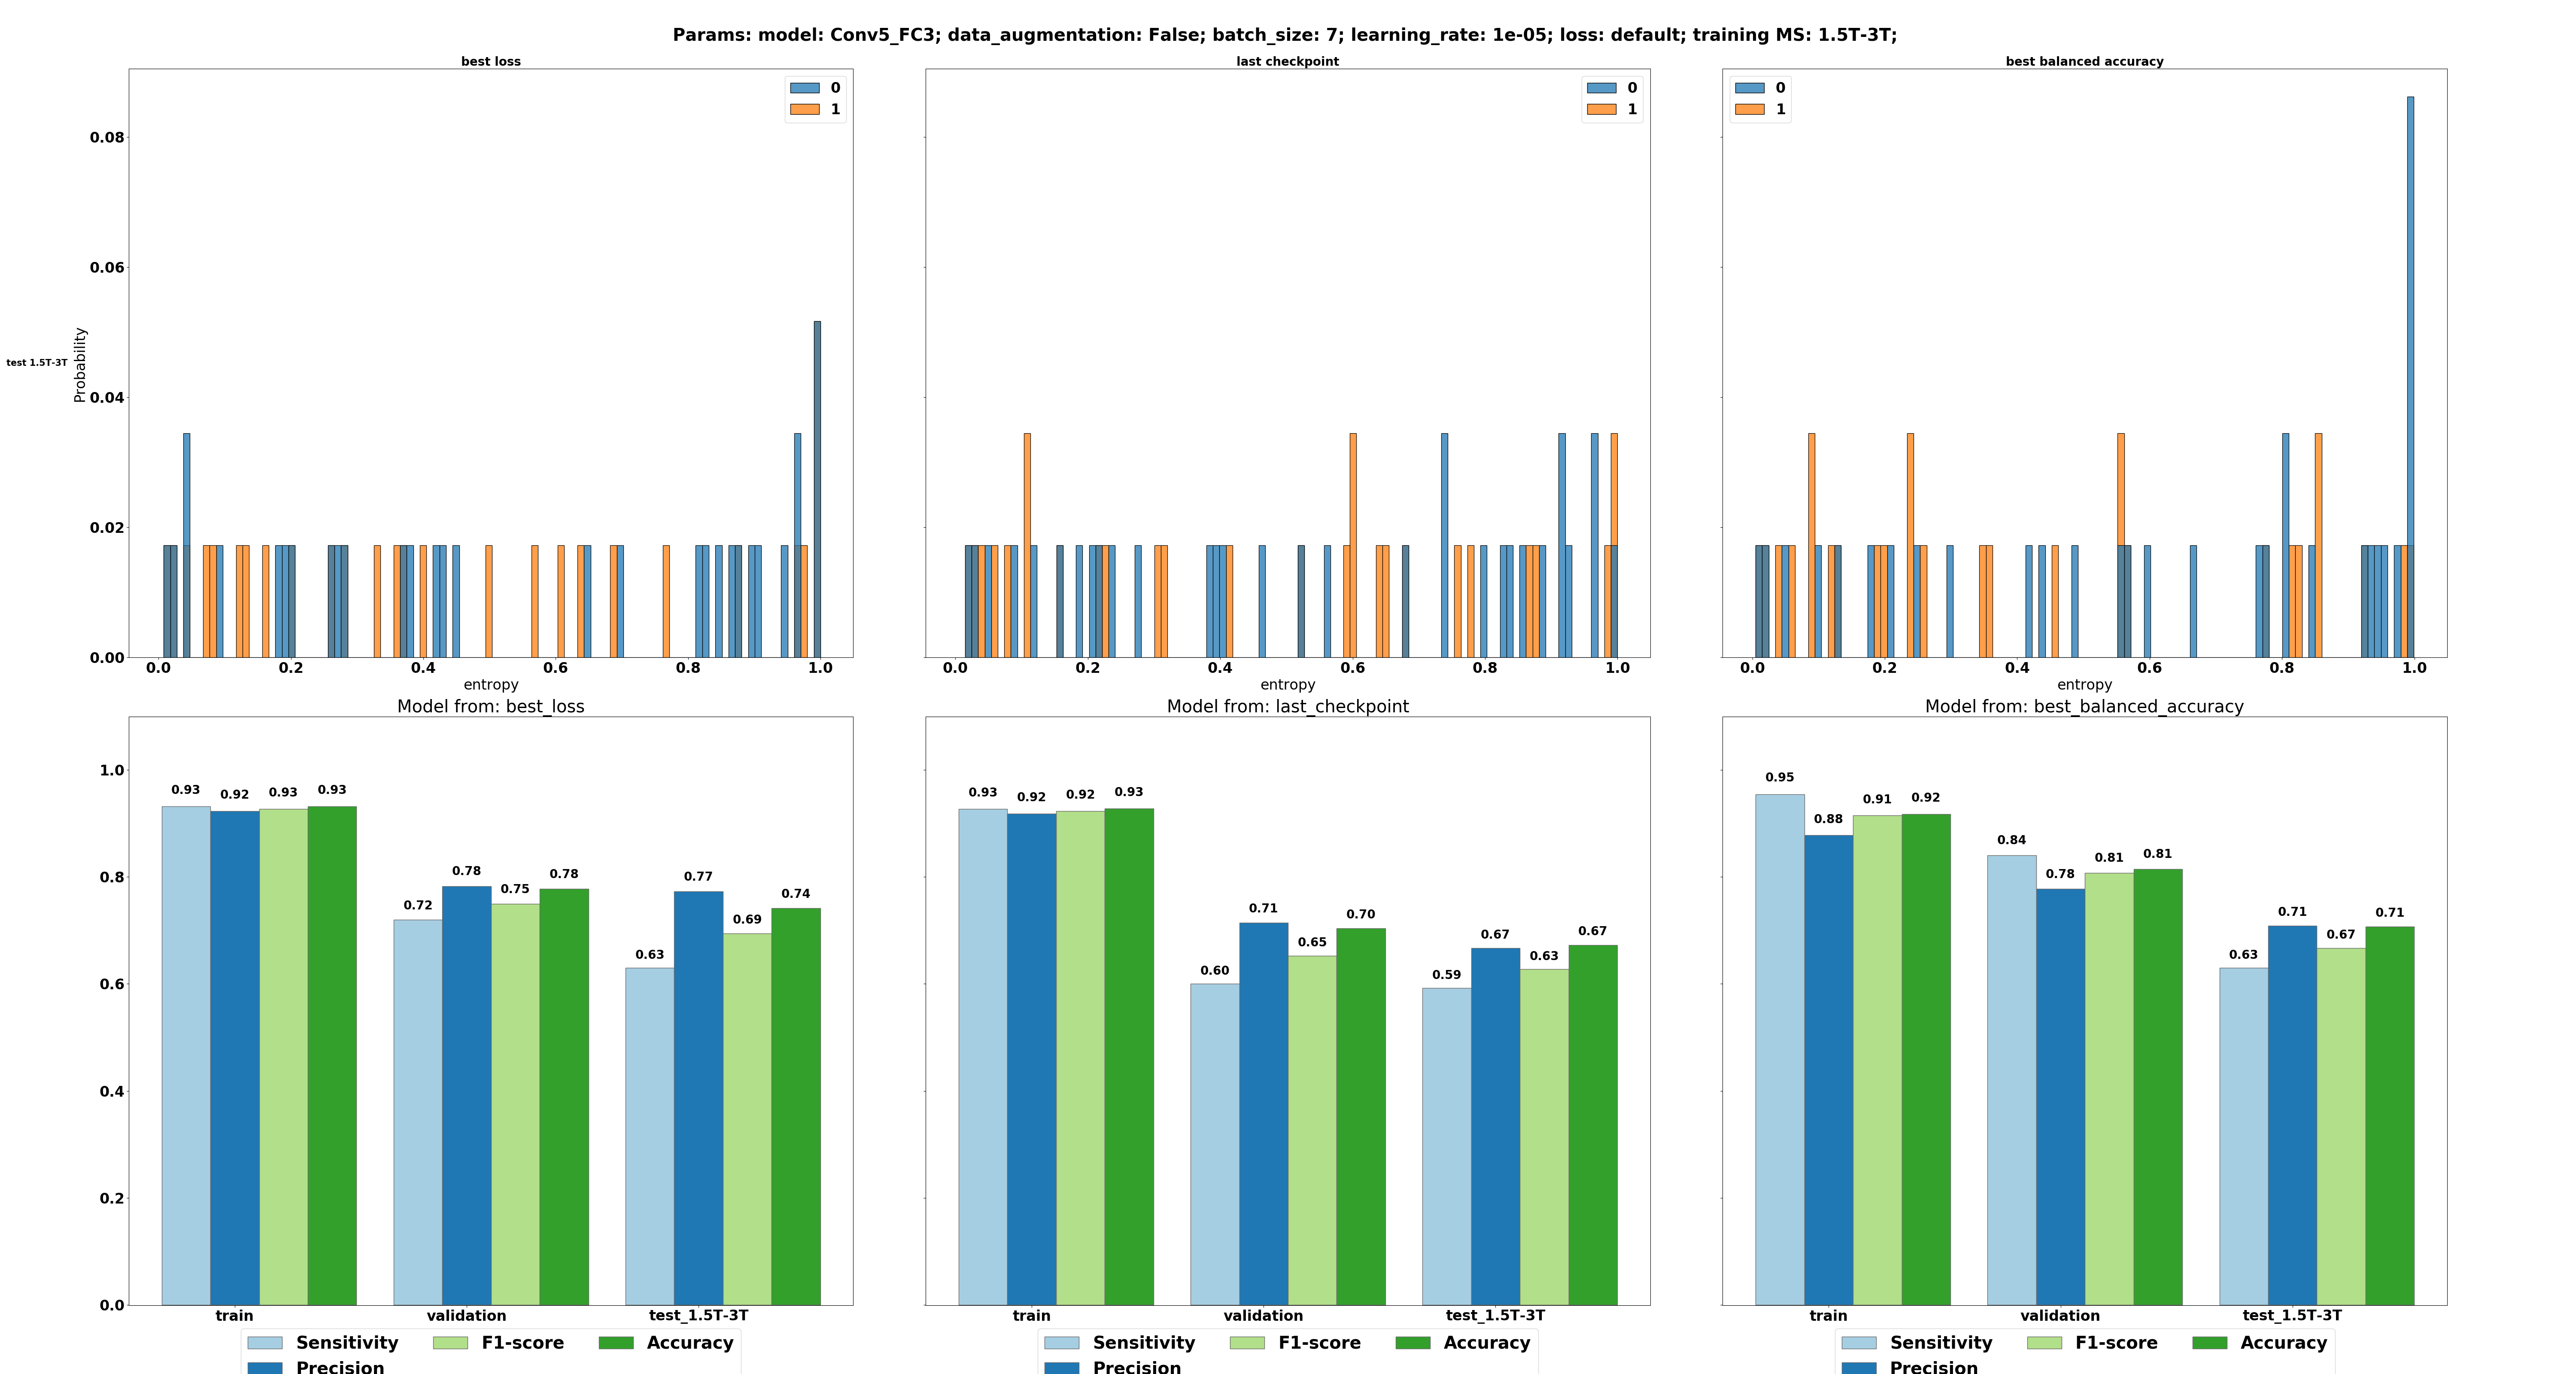 Params: model: Conv5_FC3; data_augmentation: False; batch_size: 7; learning_rate: 1e-05; loss: default; training MS: 1.5T-3T;
best loss
last checkpoint
best balanced accuracy
0
1
0
1
0
1
0.08
0.06
0.04
0.02
0.00
Probability
test 1.5T-3T
0.0 0.2 0.4 0.6 0.8 1.0
entropy
0.0 0.2 0.4 0.6 0.8 1.0
entropy
0.0 0.2 0.4 0.6 0.8 1.0
entropy
Model from: best_loss
1.0
0.8
0.6
0.4
0.2
0.0
0.93 0.92 0.93 0.93
0.72 0.78 0.75 0.78
0.63 0.77 0.69 0.74
train validation test_1.5T-3T
Sensitivity F1-score Accuracy
Precision
Model from: last_checkpoint
0.93 0.92 0.92 0.93
0.60 0.71 0.65 0.70
0.59 0.67 0.63 0.67
train validation test_1.5T-3T
Sensitivity F1-score Accuracy
Precision
Model from: best_balanced_accuracy
0.95 0.88 0.91 0.92
0.84 0.78 0.81 0.81
0.63 0.71 0.67 0.71
train validation test_1.5T-3T
Sensitivity F1-score Accuracy
Precision